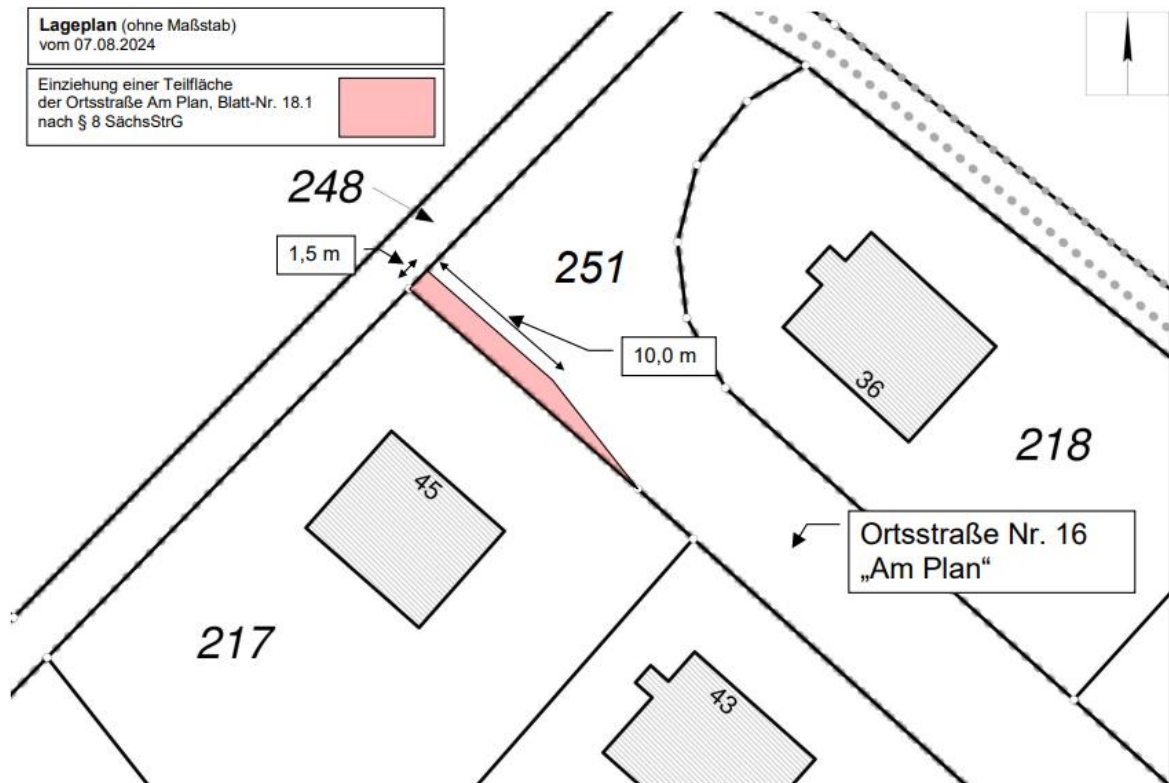 Lageplan (ohne Maßstab)
vom 07.08.2024
Einziehung einer Teilfläche
der Ortsstraße Am Plan, Blatt-Nr. 18.1
nach § 8 SächsStrG
248
1,5 m
251
10,0 m
36
218
45
Ortsstraße Nr. 16
„Am Plan“
217
43